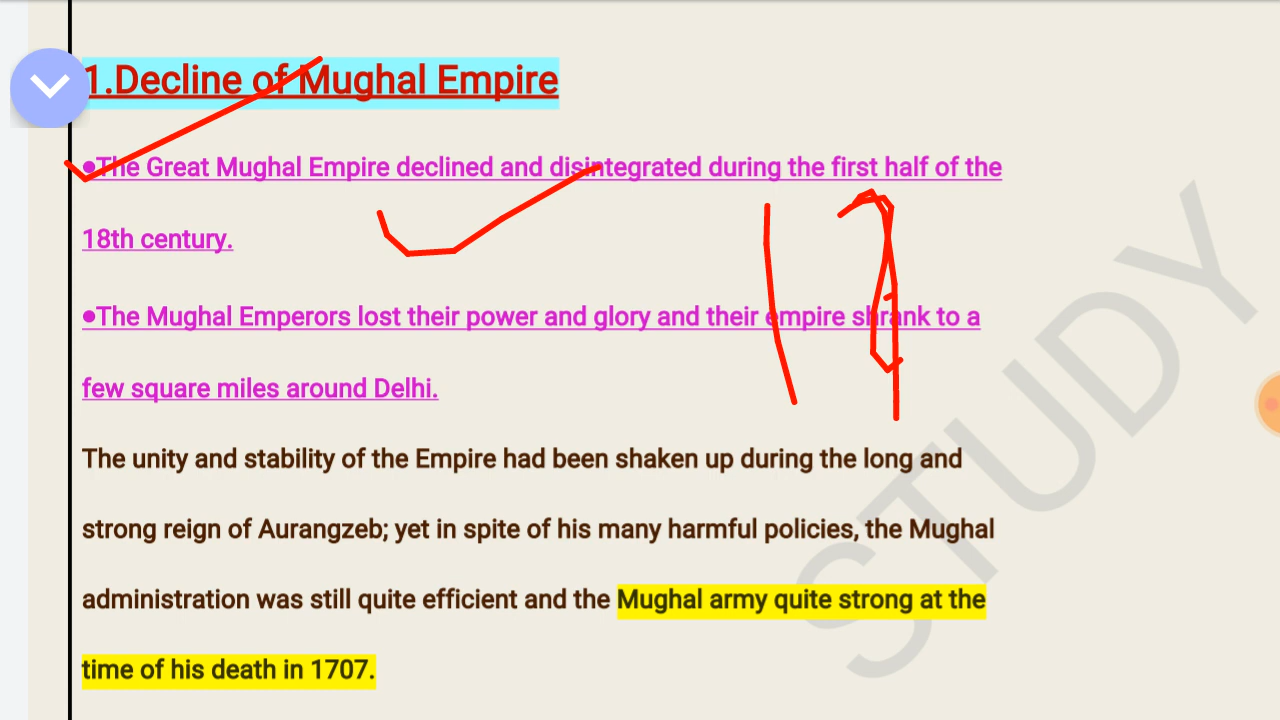 1.Decline of Mughal Empire
●The Great Mughal Empire declined and disintegrated during the first half of the
18th century.
●The Mughal Emperors lost their power and glory and their empire shrank to a
few square miles around Delhi.
The unity and stability of the Empire had been shaken up during the long and
strong reign of Aurangzeb; yet in spite of his many harmful policies, the Mughal
administration was still quite efficient and the Mughal army quite strong at the
time of his death in 1707.
STUDY